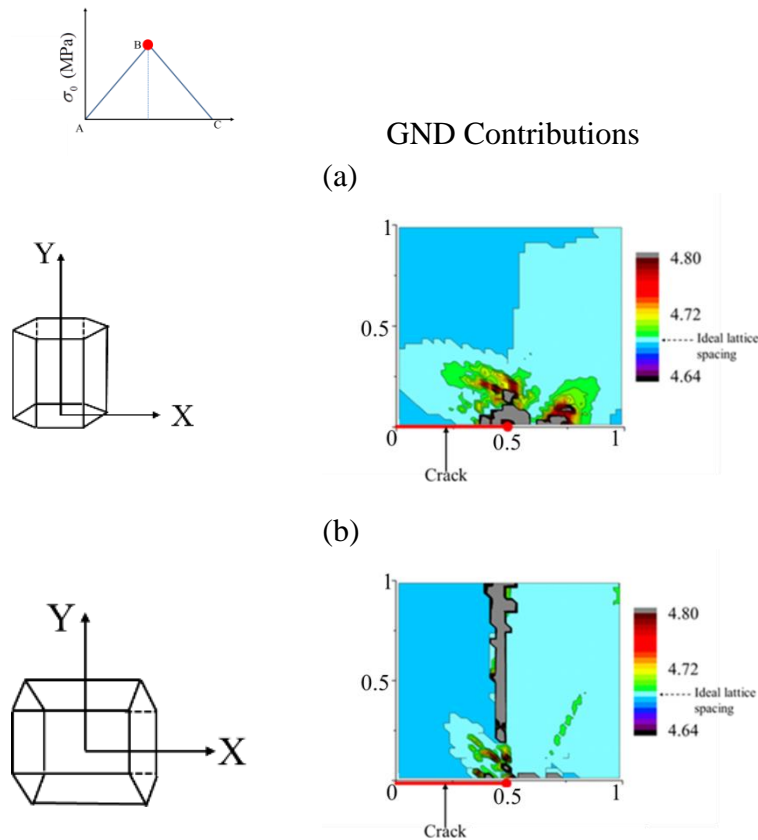 σ₀ (MPa)
B
A
C
GND Contributions
(a)
Y
X
1
0.5
0
0.5
1
Crack
4.80
4.72
Ideal lattice
spacing
4.64
(b)
Y
X
1
0.5
0
0.5
1
Crack
4.80
4.72
Ideal lattice
spacing
4.64